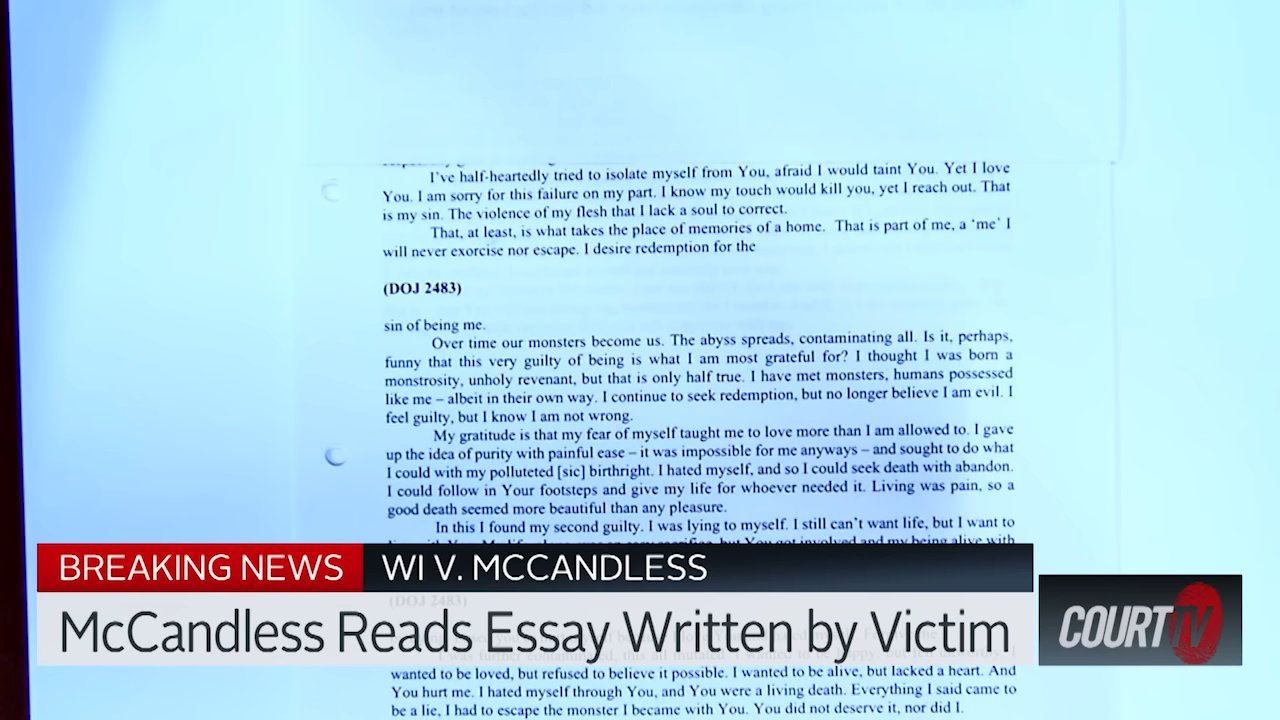 I've half-heartedly tried to isolate myself from You, afraid I would taint You. Yet I love
You. I am sorry for this failure on my part. I know my touch would kill you, yet I reach out. That
is my sin. The violence of my flesh that I lack a soul to correct.
That, at least, is what takes the place of memories of a home. That is part of me, a ‘me’ I
will never exorcise nor escape. I desire redemption for the
(DOJ 2483)
sin of being me.
Over time our monsters become us. The abyss spreads, contaminating all. Is it, perhaps,
funny that this very guilty of being is what I am most grateful for? I thought I was born a
monstrosity, unholy revenant, but that is only half true. I have met monsters, humans possessed
like me – albeit in their own way. I continue to seek redemption, but no longer believe I am evil. I
feel guilty, but I know I am not wrong.
My gratitude is that my fear of myself taught me to love more than I am allowed to. I gave
up the idea of purity with painful ease – it was impossible for me anyways – and sought to do what
I could with my polluteted [sic] birthright. I hated myself, and so I could seek death with abandon.
I could follow in Your footsteps and give my life for whoever needed it. Living was pain, so a
good death seemed more beautiful than any pleasure.
In this I found my second guilty. I was lying to myself. I still can't want life, but I want to
but You got involved and my being alive with
BREAKING NEWS WI V. MCCANDLESS
(DOJ 2483)
McCandless Reads Essay Written by Victim
COURT TV
wanted to be loved, but refused to believe it possible. I wanted to be alive, but lacked a heart. And
You hurt me. I hated myself through You, and You were a living death. Everything I said came to
be a lie, I had to escape the monster I became with You. You did not deserve it, nor did I.